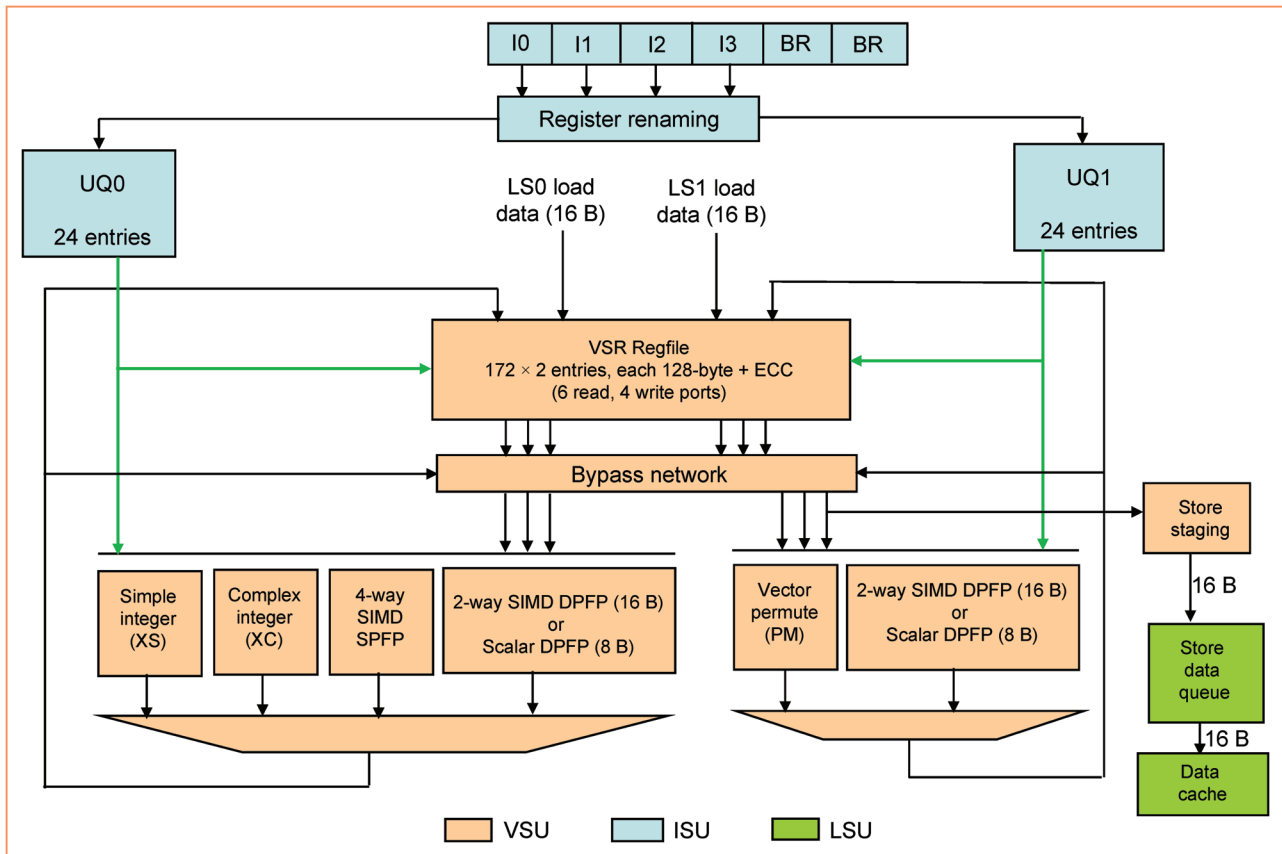 I0 I1 I2 I3 BR BR
Register renaming
UQ0
24 entries
UQ1
24 entries
LS0 load
data (16 B)
LS1 load
data (16 B)
VSR Regfile
172 × 2 entries, each 128-byte + ECC
(6 read, 4 write ports)
Bypass network
Store
staging
16 B
Store
data
queue
16 B
Data
cache
Simple
integer
(XS)
Complex
integer
(XC)
4-way
SIMD
SPFP
2-way SIMD DPFP (16 B)
or
Scalar DPFP (8 B)
Vector
permute
(PM)
2-way SIMD DPFP (16 B)
or
Scalar DPFP (8 B)
VSU
ISU
LSU